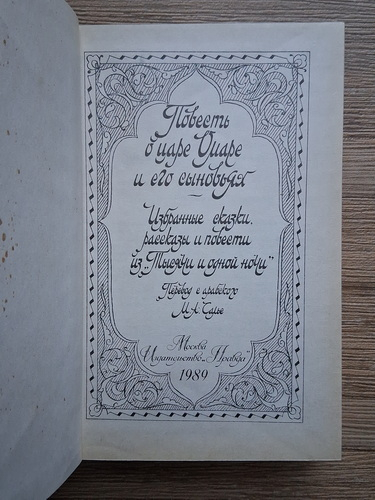 Повесть
о царе Омаре
и его сыновьях
Избранные сказки,
рассказы и повести
из „Тысячи и одной ночи“
Перевод с арабского
М. А. Салье
Москва
Издательство „Правда“
1989